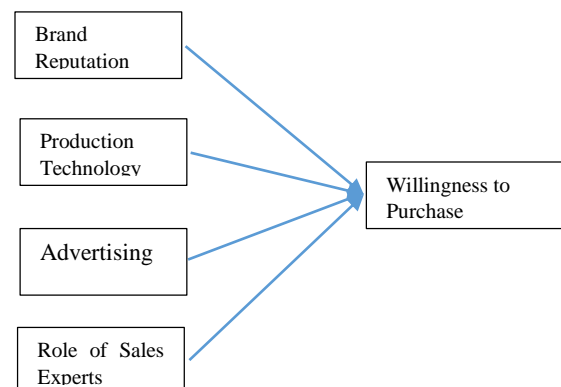 Brand
Reputation
Production
Technology
Willingness to
Purchase
Advertising
Role of Sales
Experts